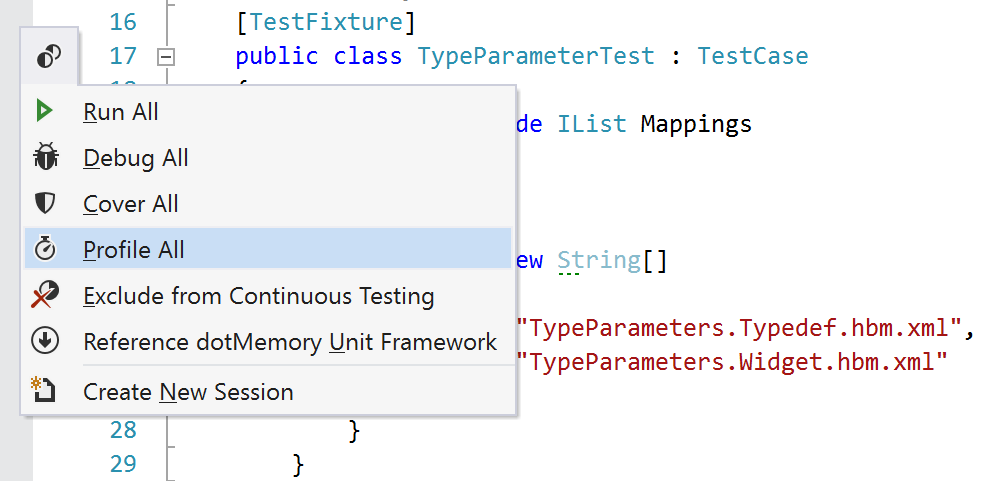 16 [TestFixture]
17 public class TypeParameterTest : TestCase
{
Run All
de IList Mappings
Debug All
Cover All
Profile All
ew String[]
Exclude from Continuous Testing
"TypeParameters.Typedef.hbm.xml",
Reference dotMemory Unit Framework
"TypeParameters.Widget.hbm.xml"
Create New Session
28 }
29 }